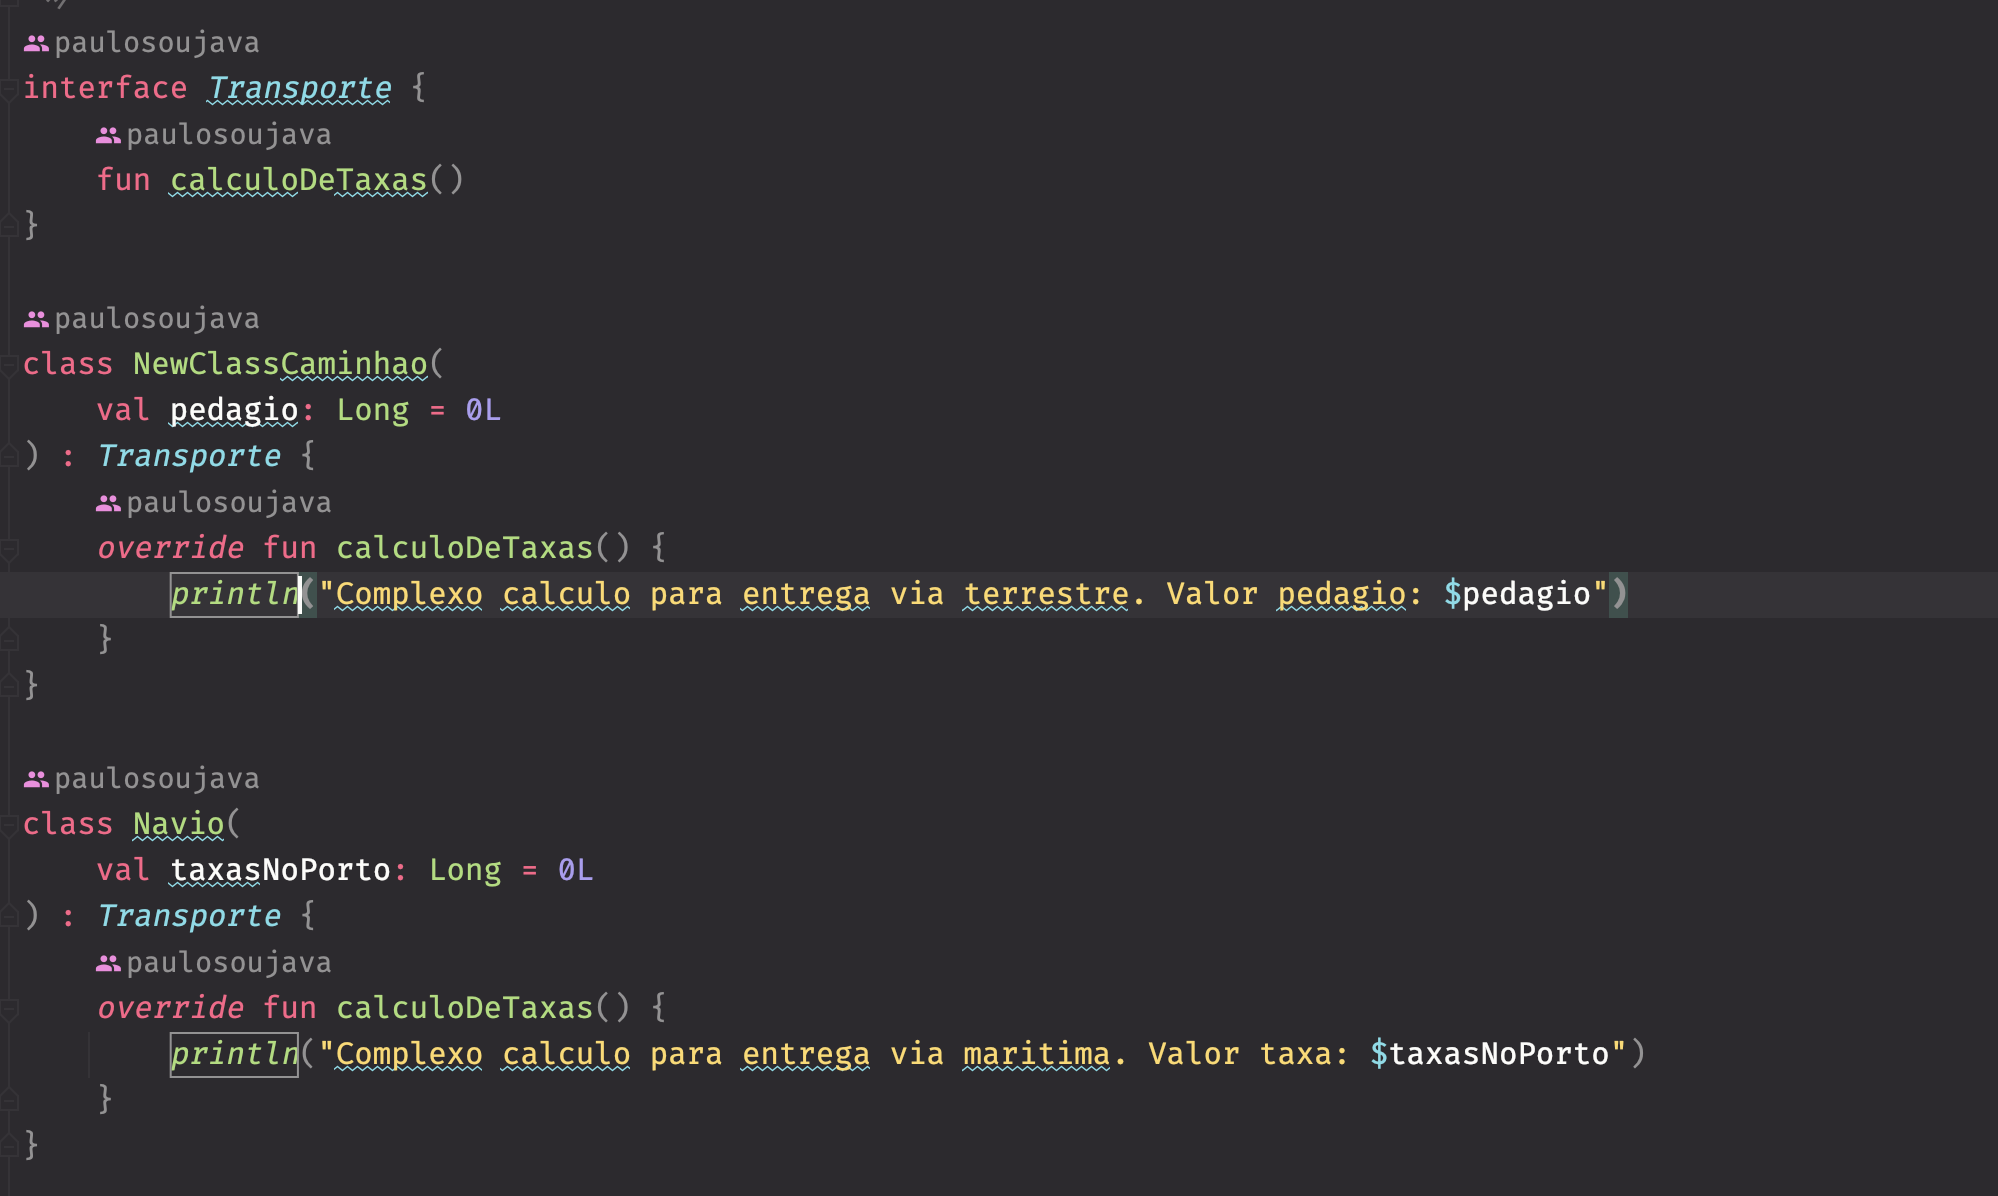 */
paulosoujava
interface Transporte {
paulosoujava
fun calculoDeTaxas()
}
paulosoujava
class NewClassCaminhao(
val pedagio: Long = 0L
) : Transporte {
paulosoujava
override fun calculoDeTaxas() {
println("Complexo calculo para entrega via terrestre. Valor pedagio: $pedagio")
}
}
paulosoujava
class Navio(
val taxasNoPorto: Long = 0L
) : Transporte {
paulosoujava
override fun calculoDeTaxas() {
println("Complexo calculo para entrega via maritima. Valor taxa: $taxasNoPorto")
}
}